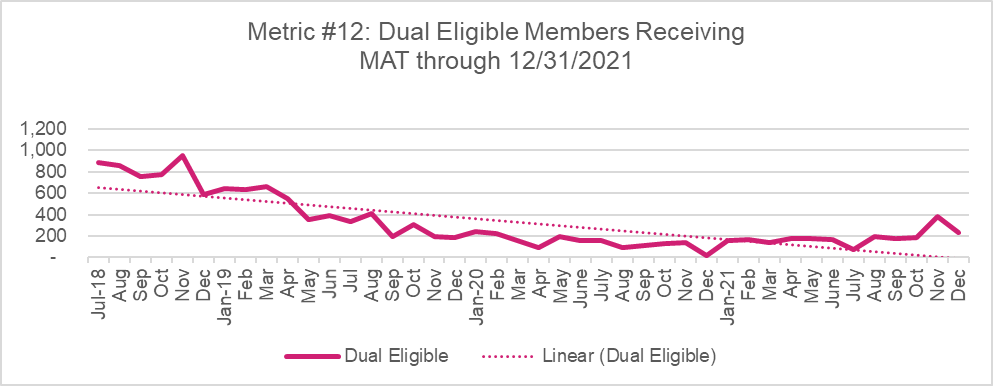 Metric #12: Dual Eligible Members Receiving
MAT through 12/31/2021
1,200
1,000
800
600
400
200
-
Jul-18
Aug
Sep
Oct
Nov
Dec
Jan-19
Feb
Mar
Apr
May
Jun
Jul
Aug
Sep
Oct
Nov
Dec
Jan-20
Feb
Mar
Apr
May
June
July
Aug
Sep
Oct
Nov
Dec
Jan-21
Feb
Mar
Apr
May
June
July
Aug
Sep
Oct
Nov
Dec
Dual Eligible
Linear (Dual Eligible)